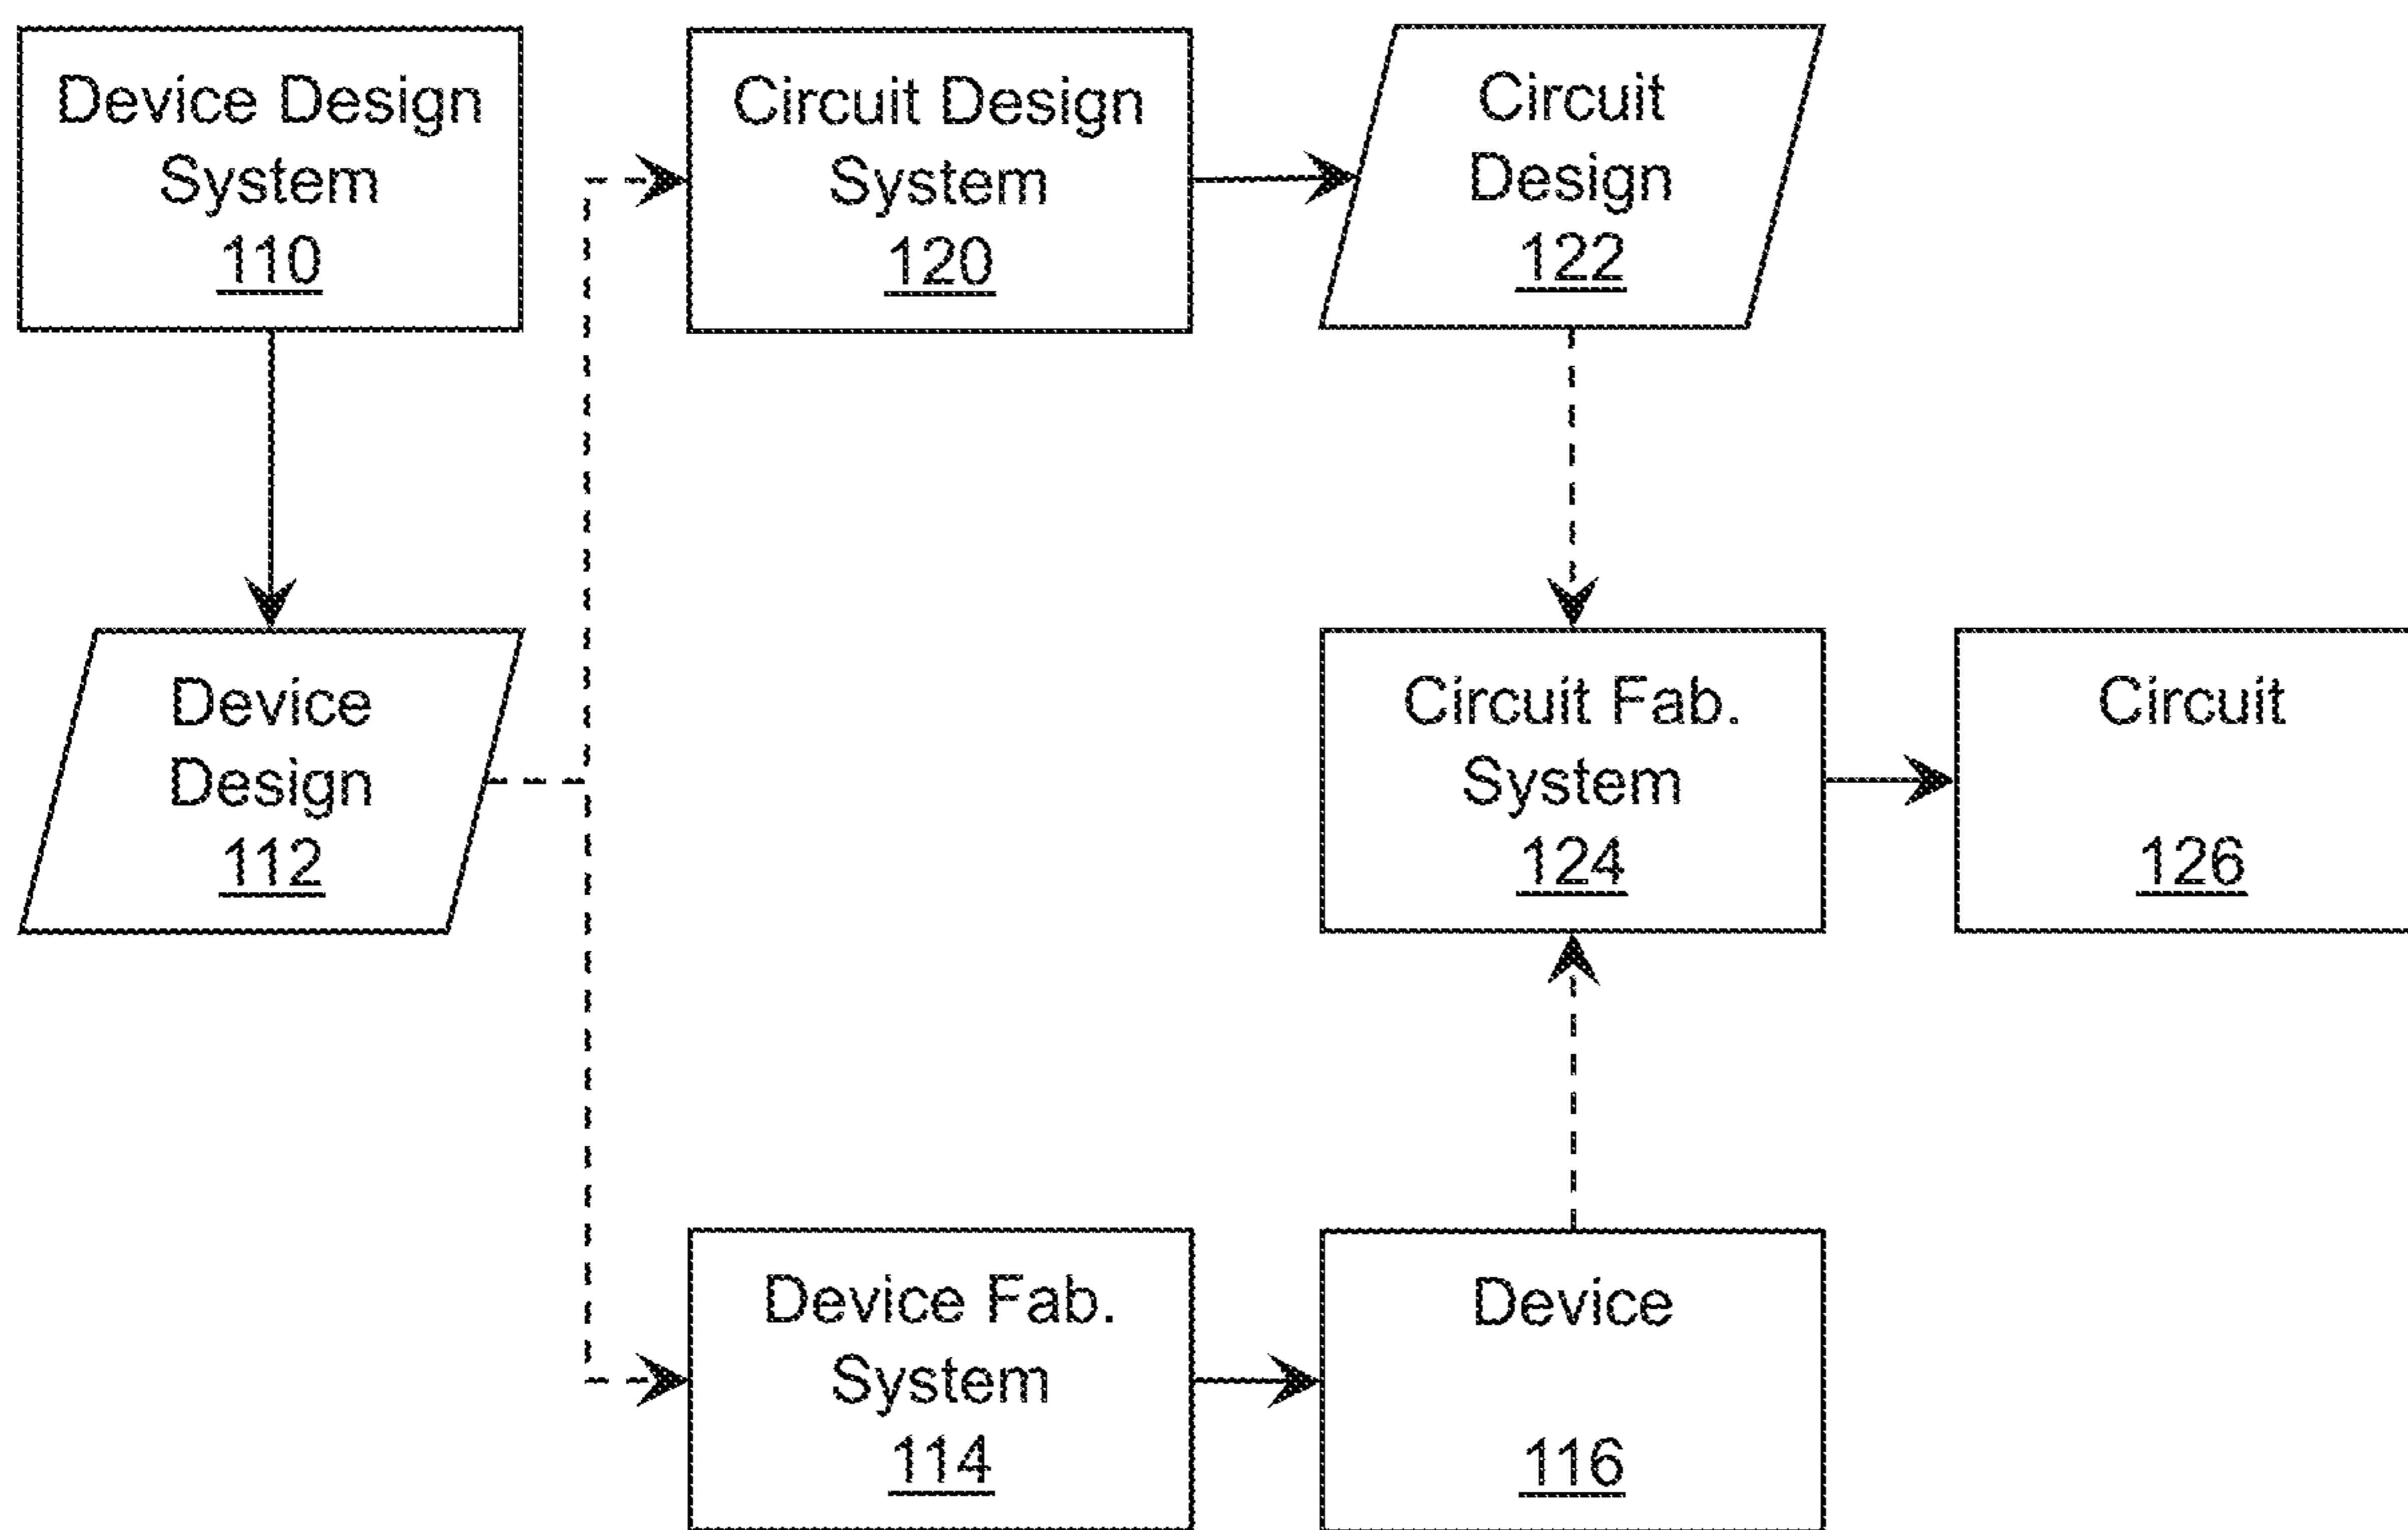 Device Design
System
110
Circuit Design
System
120
Circuit
Design
122
Device
Design
112
Circuit Fab.
System
124
Circuit
126
Device Fab.
System
114
Device
116